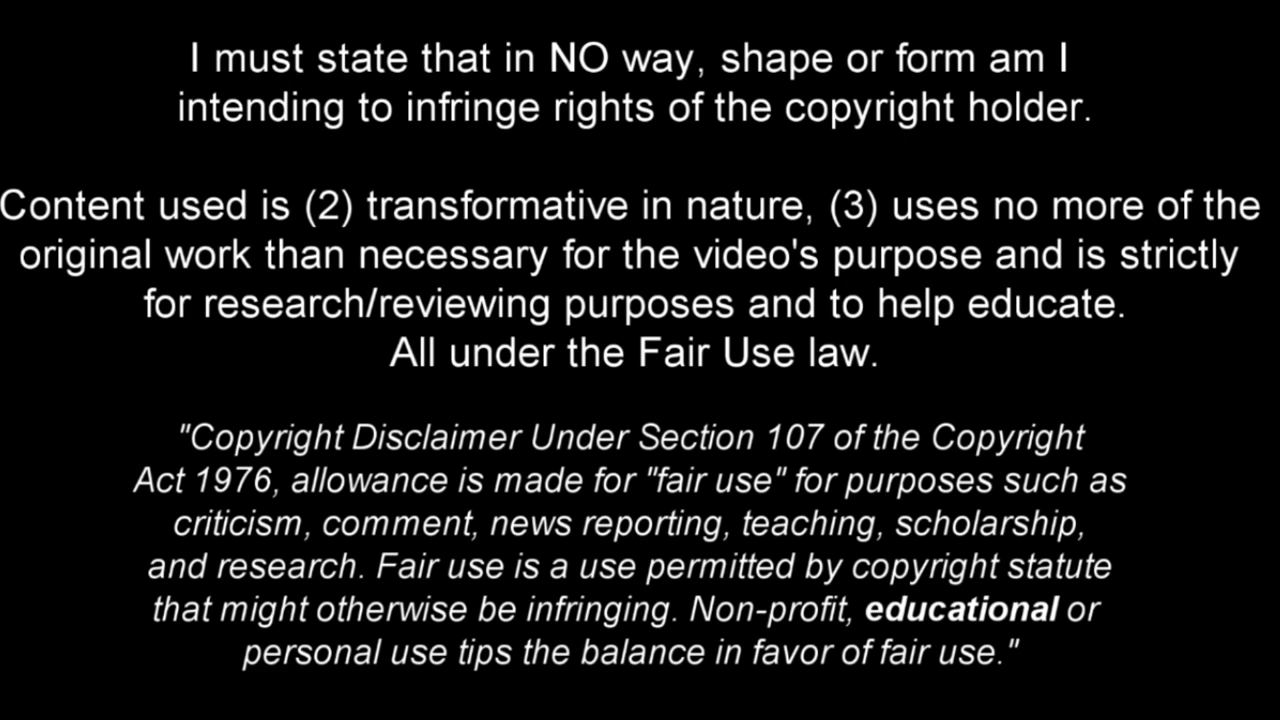 I must state that in NO way, shape or form am I
intending to infringe rights of the copyright holder.
Content used is (2) transformative in nature, (3) uses no more of the
original work than necessary for the video's purpose and is strictly
for research/reviewing purposes and to help educate.
All under the Fair Use law.
"Copyright Disclaimer Under Section 107 of the Copyright
Act 1976, allowance is made for "fair use" for purposes such as
criticism, comment, news reporting, teaching, scholarship,
and research. Fair use is a use permitted by copyright statute
that might otherwise be infringing. Non-profit, educational or
personal use tips the balance in favor of fair use."